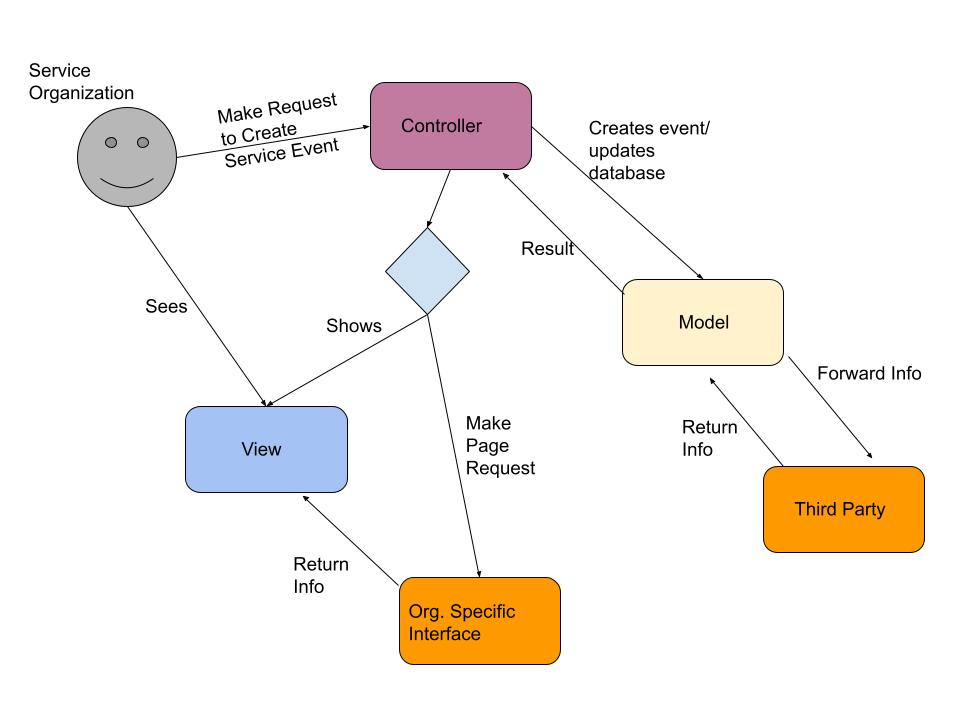 Service
Organization
Make Request
to Create
Service Event
Controller
Creates event/
updates
database
Result
Sees
Shows
Model
Forward Info
Make
Page
Request
Return
Info
View
Third Party
Return
Info
Org. Specific
Interface